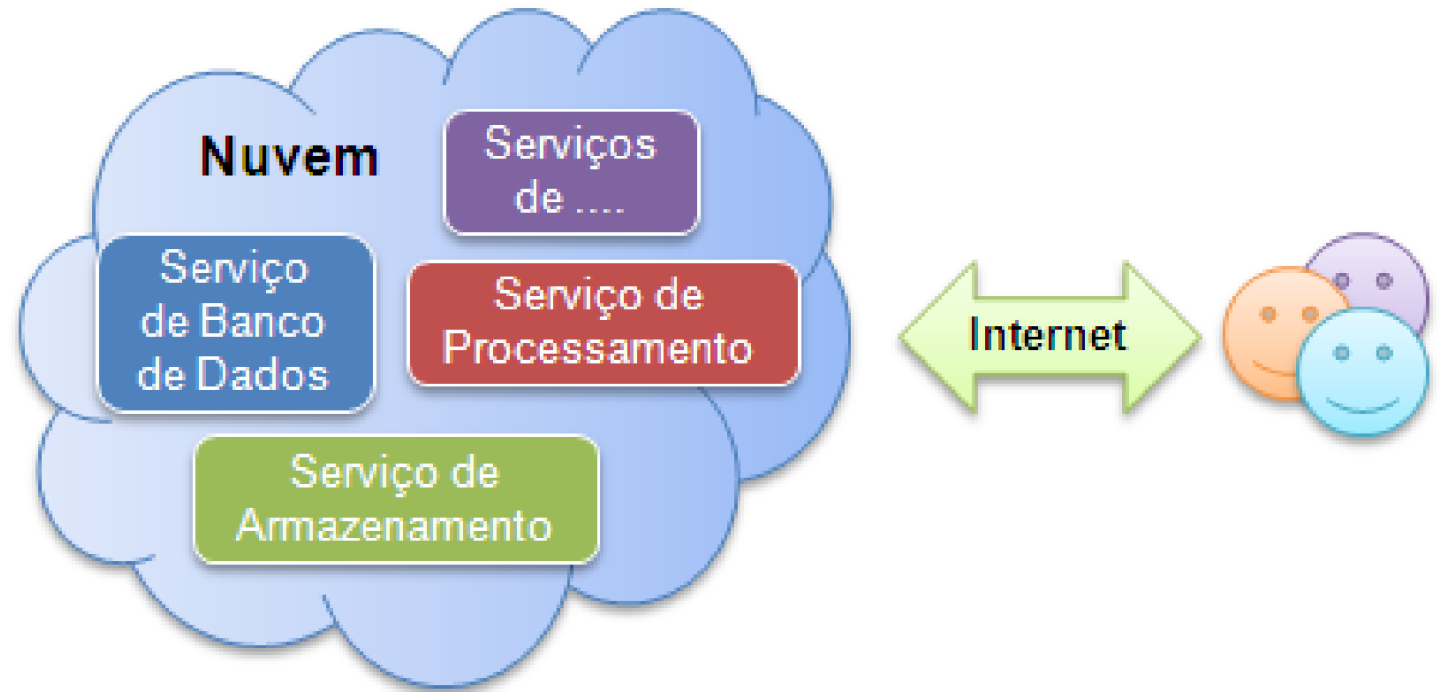 Nuvem
Serviços
de ....
Serviço
de Banco
de Dados
Serviço de
Processamento
Serviço de
Armazenamento
Internet